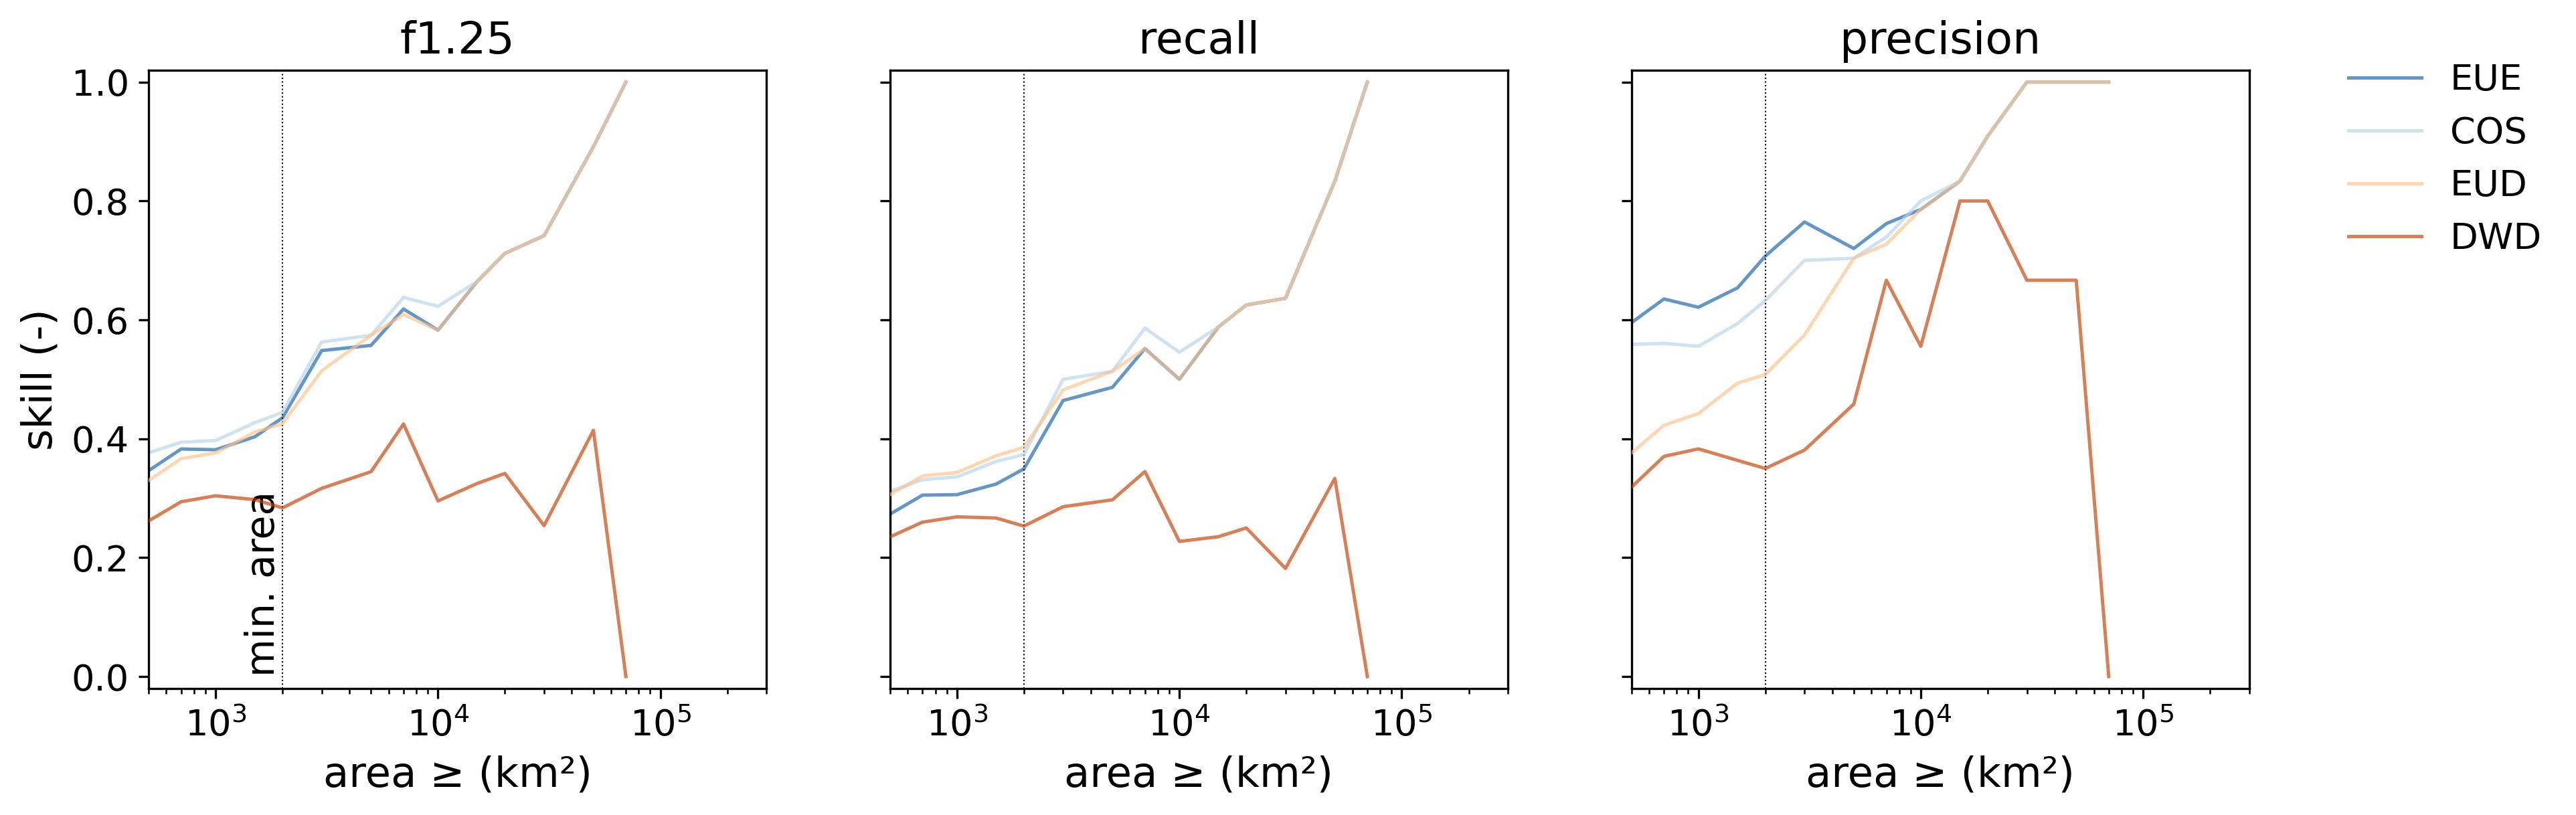 f1.25
recall
precision
EUE
COS
EUD
DWD
skill (-)
1.0
0.8
0.6
0.4
0.2
0.0
min. area
10³
10⁴
10⁵
10³
10⁴
10⁵
10³
10⁴
10⁵
area ≥ (km²)
area ≥ (km²)
area ≥ (km²)